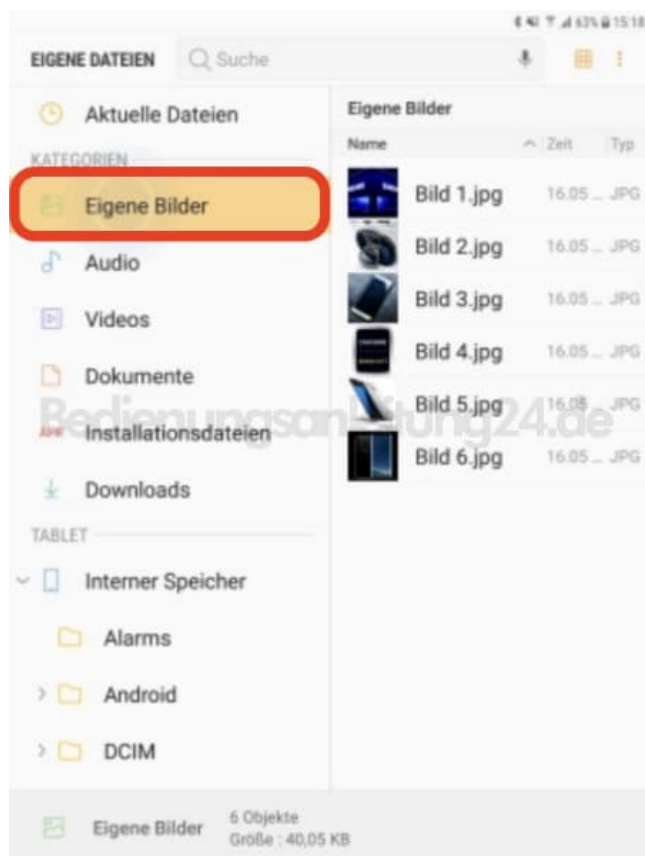 63% 15:18
EIGENE DATEIEN Suche
Aktuelle Dateien
KATEGORIEN
Eigene Bilder
Audio
Videos
Dokumente
APK Installationsdateien
Downloads
TABLET
Interner Speicher
Alarms
Android
DCIM
Eigene Bilder
Name Zeit Typ
Bild 1.jpg 16.05 ... JPG
Bild 2.jpg 16.05 ... JPG
Bild 3.jpg 16.05 ... JPG
Bild 4.jpg 16.05 ... JPG
Bild 5.jpg 16.05 ... JPG
Bild 6.jpg 16.05 ... JPG
Bedienungsanleitung24.de
Eigene Bilder
6 Objekte
Größe : 40,05 KB